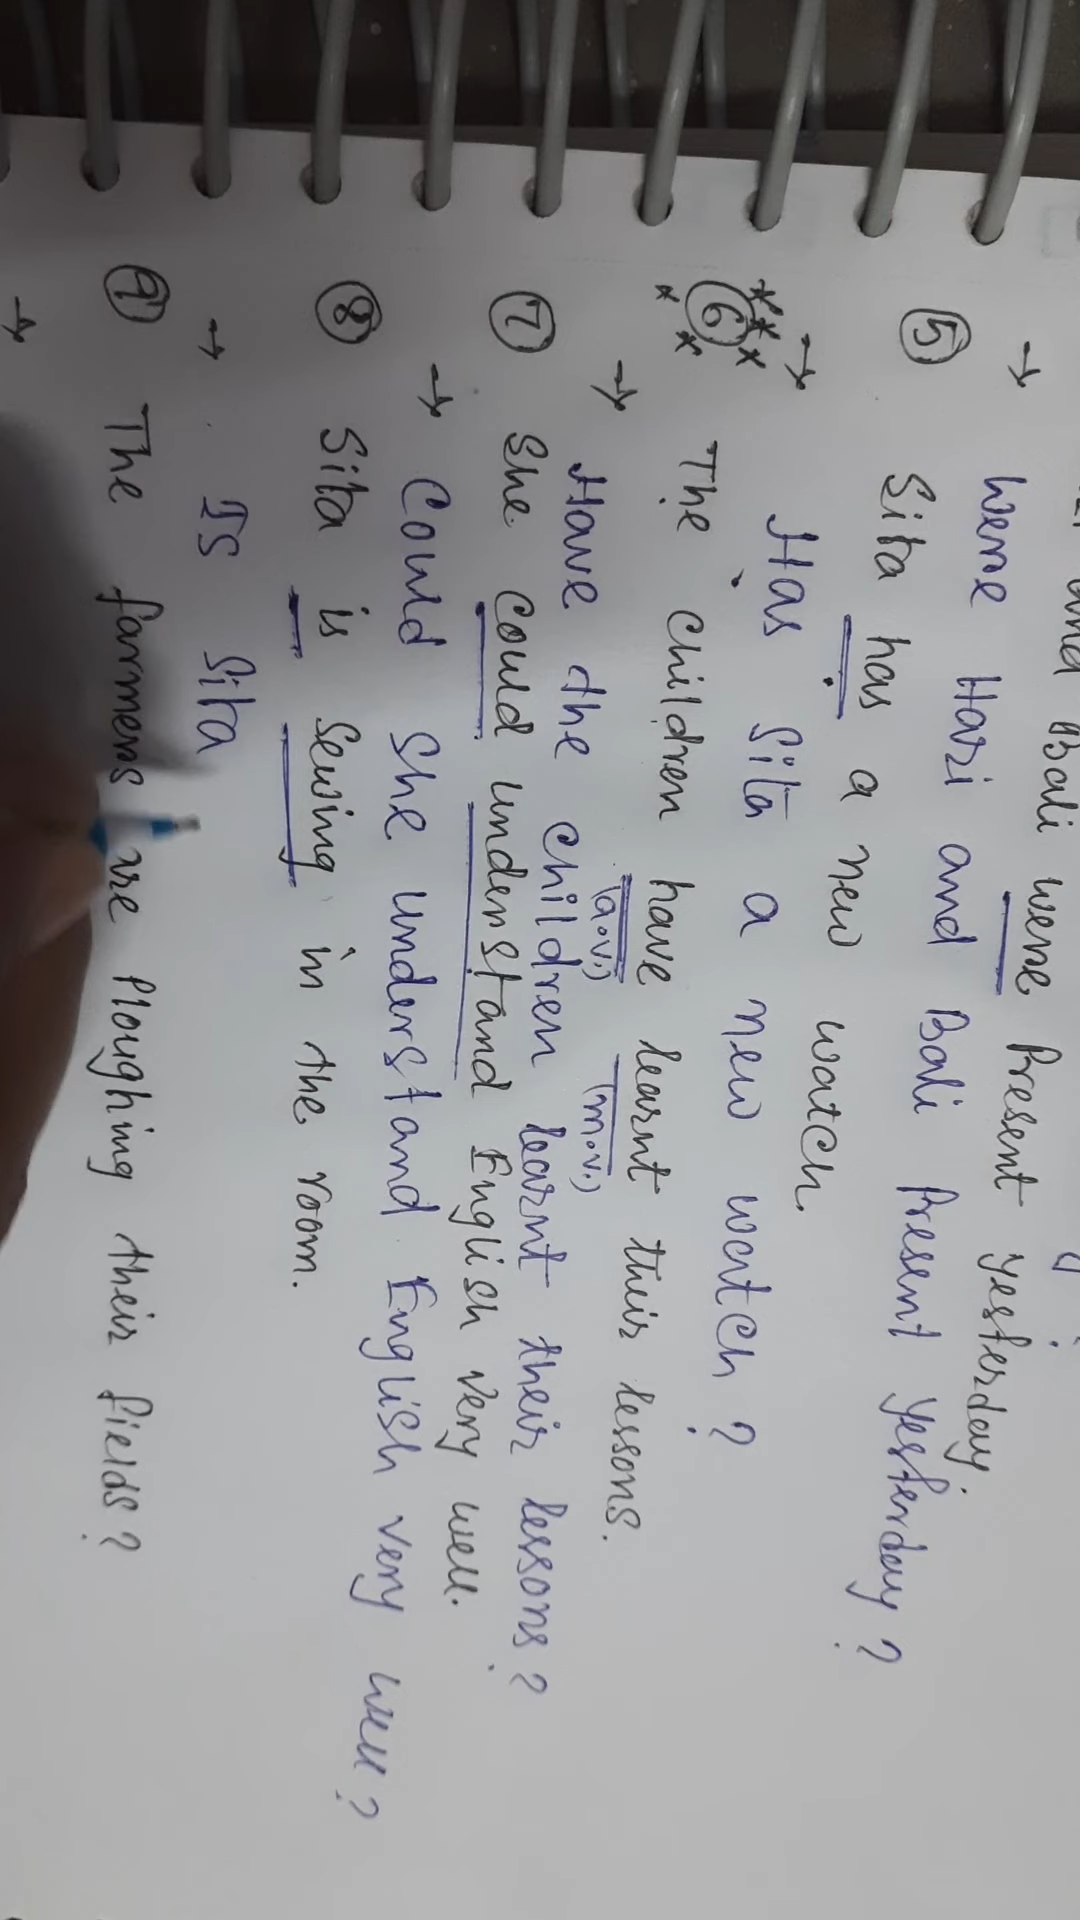 and Bali were Present yesterday.
→ Were Hari and Bali Present yesterday?
⑤ Sita has a new watch.
→ Has Sita a new watch?
⑥ The children have learnt their lessons.
(a.v.) (m.v.)
→ Have the children learnt their lessons?
⑦ She could understand English very well.
→ Could she understand English very well?
⑧ Sita is Sewing in the room.
→ Is Sita
⑨ The farmers are Ploughing their fields?
→